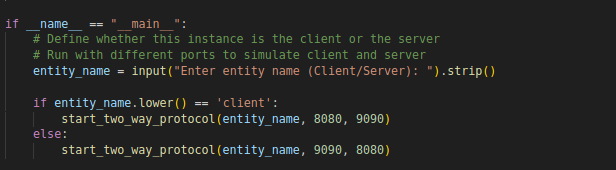 if __name__ == "__main__":
    # Define whether this instance is the client or the server
    # Run with different ports to simulate client and server
    entity_name = input("Enter entity name (Client/Server): ").strip()
    if entity_name.lower() == 'client':
        start_two_way_protocol(entity_name, 8080, 9090)
    else:
        start_two_way_protocol(entity_name, 9090, 8080)